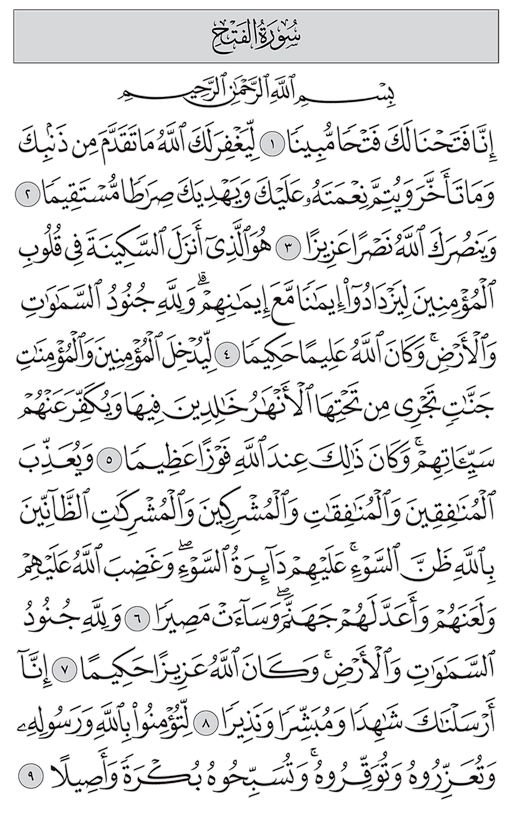 سُورَةُ الفَتْحِ
بِسْمِ ٱللَّهِ ٱلرَّحْمَٰنِ ٱلرَّحِيمِ
إِنَّا فَتَحْنَا لَكَ فَتْحًا مُّبِينًا ١ لِّيَغْفِرَ لَكَ ٱللَّهُ مَا تَقَدَّمَ مِن ذَنۢبِكَ
وَمَا تَأَخَّرَ وَيُتِمَّ نِعْمَتَهُۥ عَلَيْكَ وَيَهْدِيَكَ صِرَٰطًا مُّسْتَقِيمًا ٢
وَيَنصُرَكَ ٱللَّهُ نَصْرًا عَزِيزًا ٣ هُوَ ٱلَّذِىٓ أَنزَلَ ٱلسَّكِينَةَ فِى قُلُوبِ
ٱلْمُؤْمِنِينَ لِيَزْدَادُوٓا۟ إِيمَٰنًا مَّعَ إِيمَٰنِهِمْ ۗ وَلِلَّهِ جُنُودُ ٱلسَّمَٰوَٰتِ
وَٱلْأَرْضِ ۚ وَكَانَ ٱللَّهُ عَلِيمًا حَكِيمًا ٤ لِّيُدْخِلَ ٱلْمُؤْمِنِينَ وَٱلْمُؤْمِنَٰتِ
جَنَّٰتٍ تَجْرِى مِن تَحْتِهَا ٱلْأَنْهَٰرُ خَٰلِدِينَ فِيهَا وَيُكَفِّرَ عَنْهُمْ
سَيِّـَٔاتِهِمْ ۚ وَكَانَ ذَٰلِكَ عِندَ ٱللَّهِ فَوْزًا عَظِيمًا ٥ وَيُعَذِّبَ
ٱلْمُنَٰفِقِينَ وَٱلْمُنَٰفِقَٰتِ وَٱلْمُشْرِكِينَ وَٱلْمُشْرِكَٰتِ ٱلظَّآنِّينَ
بِٱللَّهِ ظَنَّ ٱلسَّوْءِ ۚ عَلَيْهِمْ دَآئِرَةُ ٱلسَّوْءِ ۖ وَغَضِبَ ٱللَّهُ عَلَيْهِمْ
وَلَعَنَهُمْ وَأَعَدَّ لَهُمْ جَهَنَّمَ ۖ وَسَآءَتْ مَصِيرًا ٦ وَلِلَّهِ جُنُودُ
ٱلسَّمَٰوَٰتِ وَٱلْأَرْضِ ۚ وَكَانَ ٱللَّهُ عَزِيزًا حَكِيمًا ٧ إِنَّآ
أَرْسَلْنَٰكَ شَٰهِدًا وَمُبَشِّرًا وَنَذِيرًا ٨ لِّتُؤْمِنُوا۟ بِٱللَّهِ وَرَسُولِهِۦ
وَتُعَزِّرُوهُ وَتُوَقِّرُوهُ ۚ وَتُسَبِّحُوهُ بُكْرَةً وَأَصِيلًا ٩